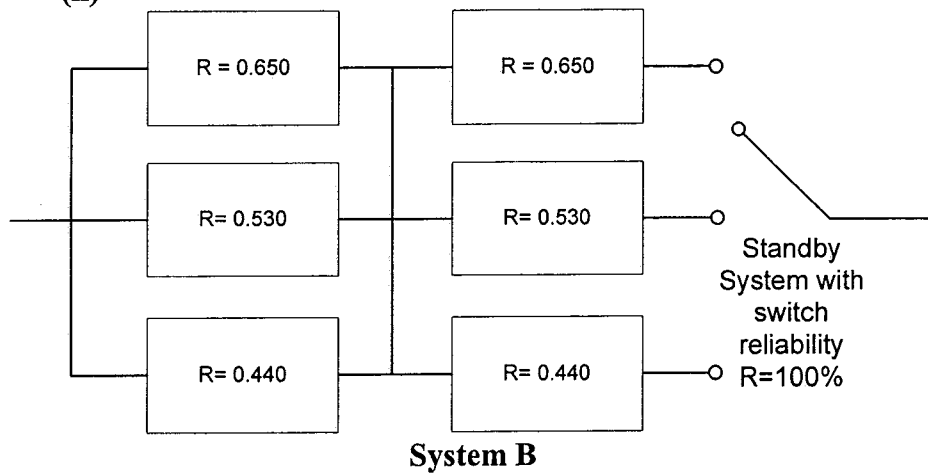 (ii)
R = 0.650
R = 0.650
R= 0.530
R= 0.530
Standby
System with
switch
reliability
R=100%
R= 0.440
R= 0.440
System B